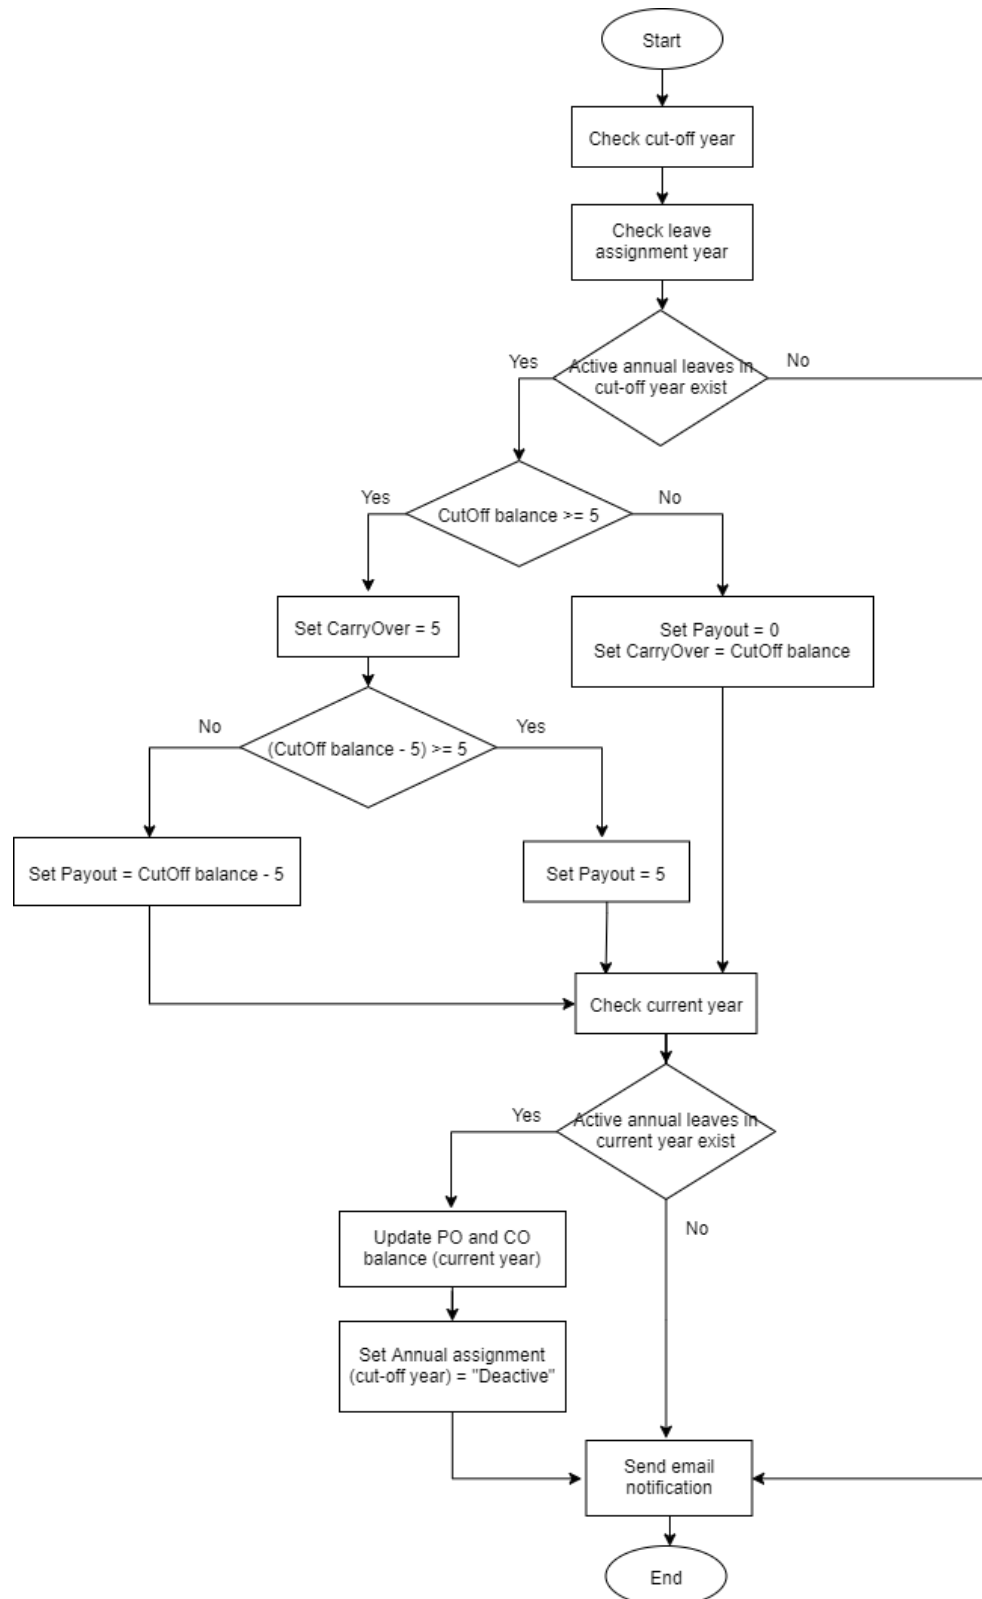 Start
Check cut-off year
Check leave
assignment year
Yes
Active annual leaves in
cut-off year exist
No
Yes
CutOff balance >= 5
No
Set CarryOver = 5
Set Payout = 0
Set CarryOver = CutOff balance
No
(CutOff balance - 5) >= 5
Yes
Set Payout = CutOff balance - 5
Set Payout = 5
Check current year
Yes
Active annual leaves in
current year exist
No
Update PO and CO
balance (current year)
Set Annual assignment
(cut-off year) = "Deactive"
Send email
notification
End